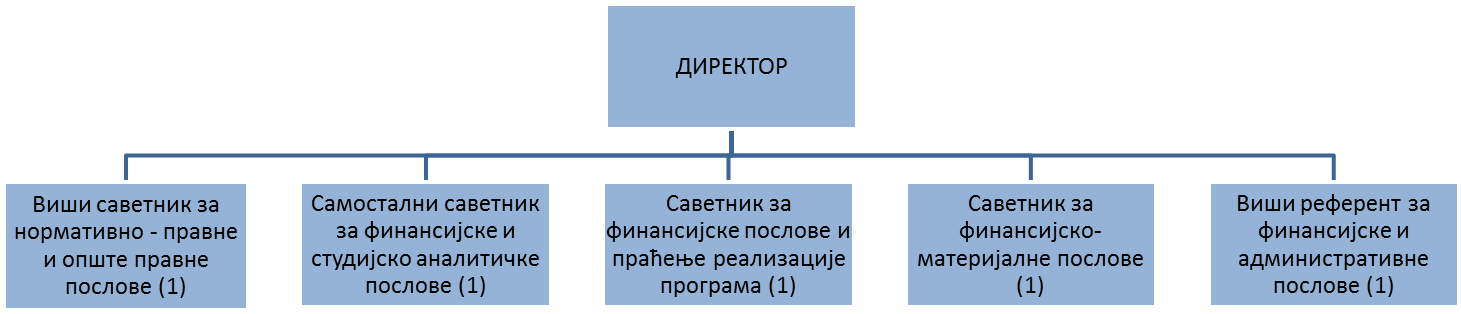 ДИРЕКТОР
Виши саветник за
нормативно - правне
и опште правне
послове (1)
Самостални саветник
за финансијске и
студијско аналитичке
послове (1)
Саветник за
финансијске послове и
праћење реализације
програма (1)
Саветник за
финансијско-
материјалне послове
(1)
Виши референт за
финансијске и
административне
послове (1)